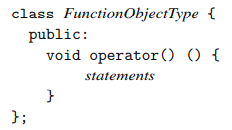 class FunctionObjectType {
  public:
    void operator() () {
        statements
    }
};